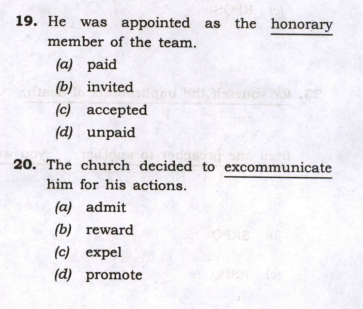 19. He was appointed as the honorary
member of the team.
(a) paid
(b) invited
(c) accepted
(d) unpaid
20. The church decided to excommunicate
him for his actions.
(a) admit
(b) reward
(c) expel
(d) promote